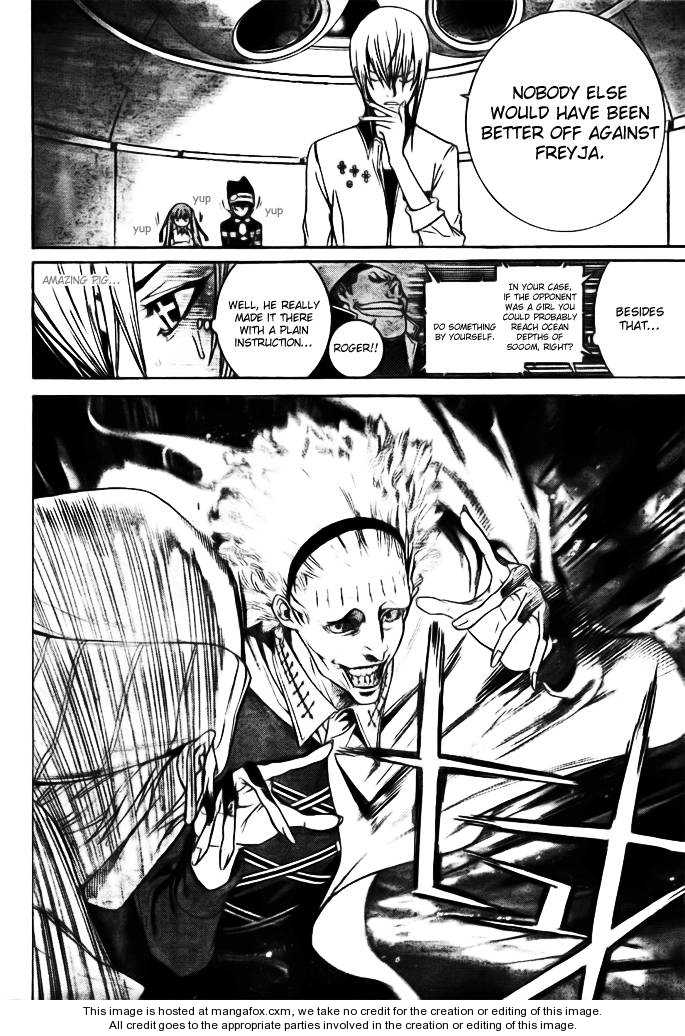 NOBODY ELSE
WOULD HAVE BEEN
BETTER OFF AGAINST
FREYJA.
yup
yup
yup
BESIDES
THAT...
IN YOUR CASE,
IF THE OPPONENT
WAS A GIRL YOU
COULD PROBABLY
REACH OCEAN
DEPTHS OF
500M, RIGHT?
DO SOMETHING
BY YOURSELF.
ROGER!!
WELL, HE REALLY
MADE IT THERE
WITH A PLAIN
INSTRUCTION...
AMAZING PIG...
This image is hosted at mangafox.cxm, we take no credit for the creation or editing of this image.
All credit goes to the appropriate parties involved in the creation or editing of this image.